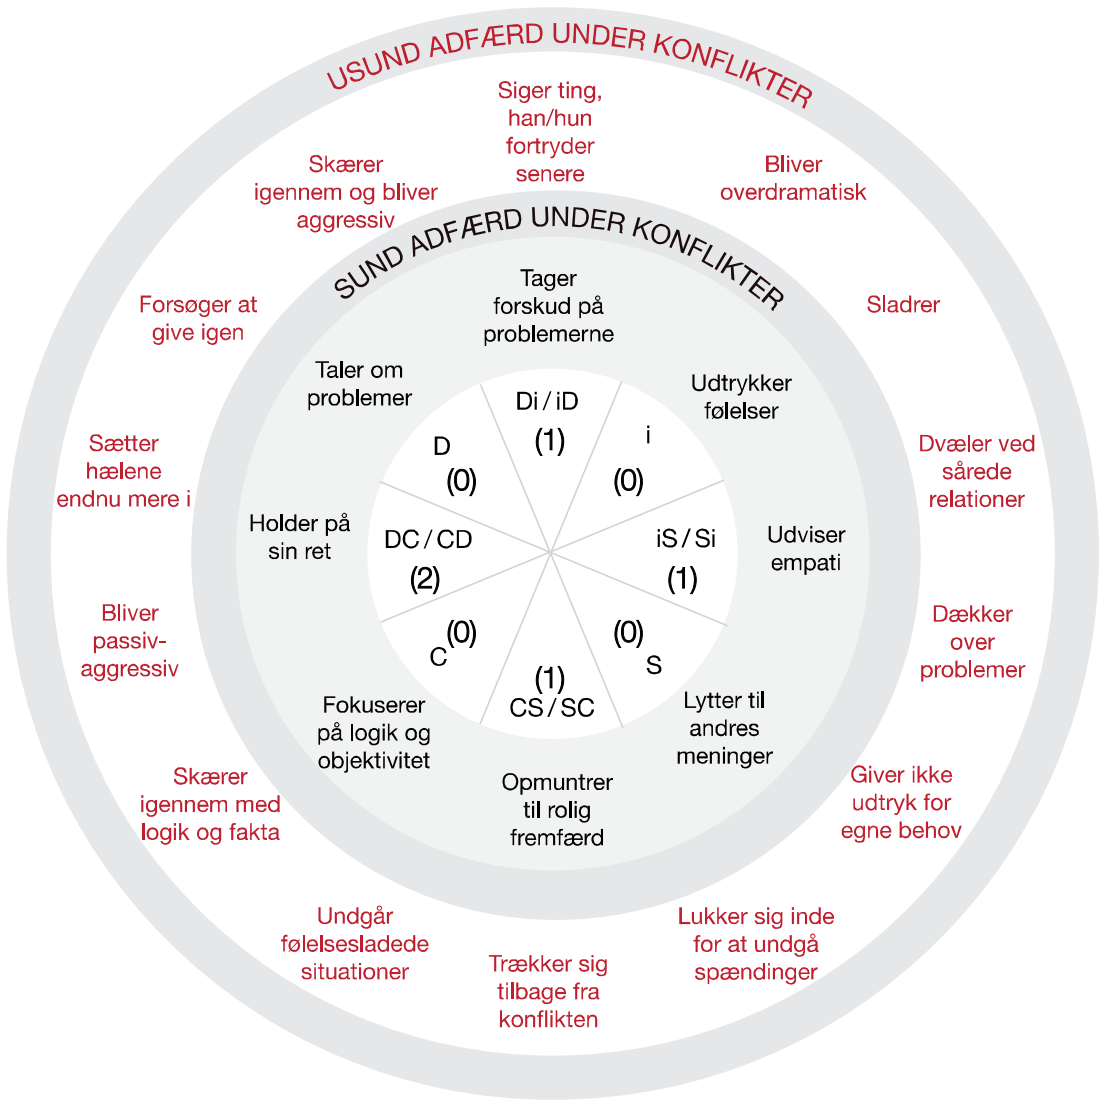 USUND ADFÆRD UNDER KONFLIKTER
Siger ting,
han/hun
fortryder
senere
Bliver
overdramatisk
Sladrer
Dvæler ved
sårede
relationer
Dækker
over
problemer
Giver ikke
udtryk for
egne behov
Lukker sig inde
for at undgå
spændinger
Trækker sig
tilbage fra
konflikten
Undgår
følelsesladede
situationer
Skærer
igennem med
logik og fakta
Bliver
passiv-
aggressiv
Sætter
hælene
endnu mere i
Forsøger at
give igen
Skærer
igennem og bliver
aggressiv
SUND ADFÆRD UNDER KONFLIKTER
Tager
forskud på
problemerne
Udtrykker
følelser
Udviser
empati
Lytter til
andres
meninger
Opmuntrer
til rolig
fremfærd
Fokuserer
på logik og
objektivitet
Holder på
sin ret
Taler om
problemer
Di / iD
(1)
i
(0)
iS / Si
(1)
(0)
S
(1)
CS / SC
(0)
C
DC / CD
(2)
D
(0)